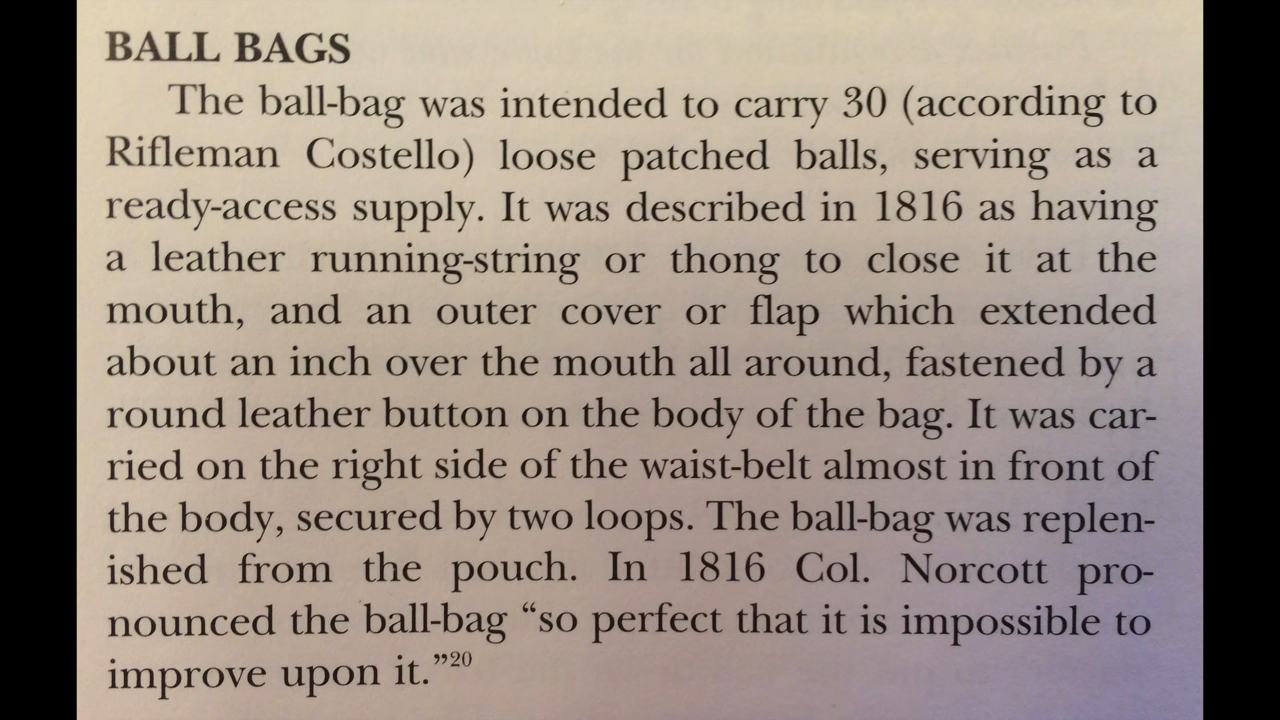 BALL BAGS
The ball-bag was intended to carry 30 (according to
Rifleman Costello) loose patched balls, serving as a
ready-access supply. It was described in 1816 as having
a leather running-string or thong to close it at the
mouth, and an outer cover or flap which extended
about an inch over the mouth all around, fastened by a
round leather button on the body of the bag. It was car-
ried on the right side of the waist-belt almost in front of
the body, secured by two loops. The ball-bag was replen-
ished from the pouch. In 1816 Col. Norcott pro-
nounced the ball-bag “so perfect that it is impossible to
improve upon it.”20